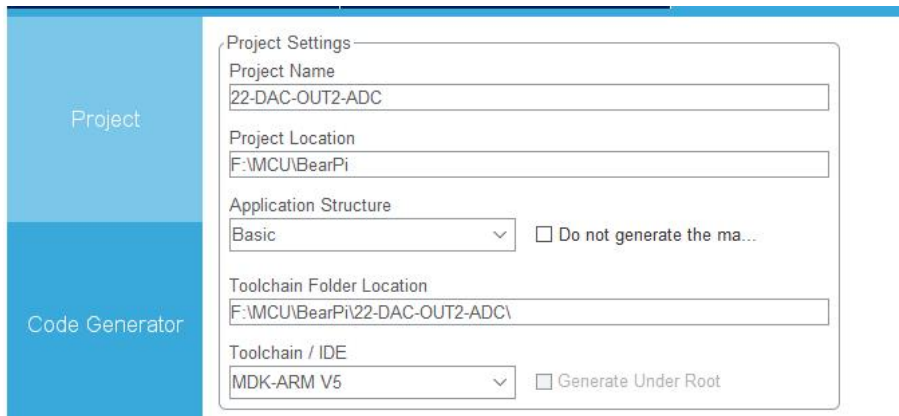 Project Settings
Project Name
22-DAC-OUT2-ADC
Project
Project Location
F:\MCU\BearPi
Application Structure
Basic
Do not generate the ma...
Toolchain Folder Location
F:\MCU\BearPi\22-DAC-OUT2-ADC\
Code Generator
Toolchain / IDE
MDK-ARM V5
Generate Under Root